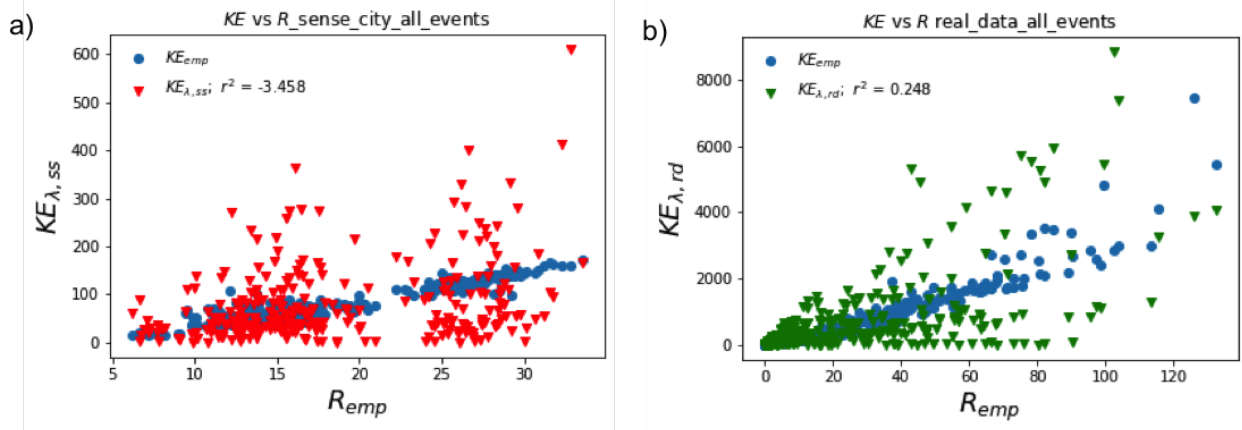 a)
KE vs R_sense_city_all_events
KE_emp
KE_λ,ss; r² = -3.458
KE_λ,ss
600
500
400
300
200
100
0
5 10 15 20 25 30
R_emp
b)
KE vs R real_data_all_events
KE_emp
KE_λ,rd; r² = 0.248
KE_λ,rd
8000
6000
4000
2000
0
0 20 40 60 80 100 120
R_emp